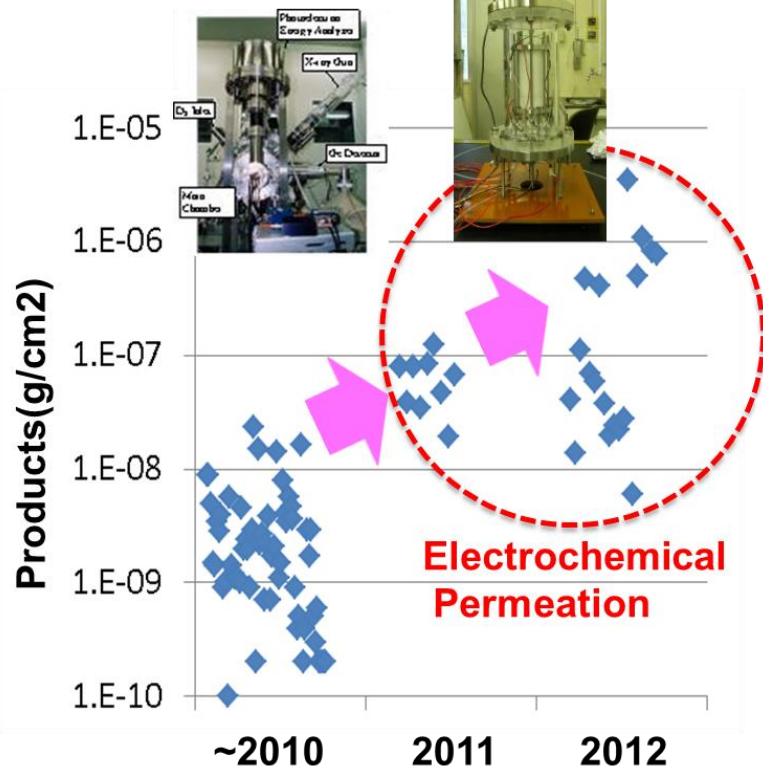 X-ray Gun
1.E-05
1.E-06
1.E-07
1.E-08
1.E-09
1.E-10
Products(g/cm2)
Electrochemical
Permeation
~2010
2011
2012